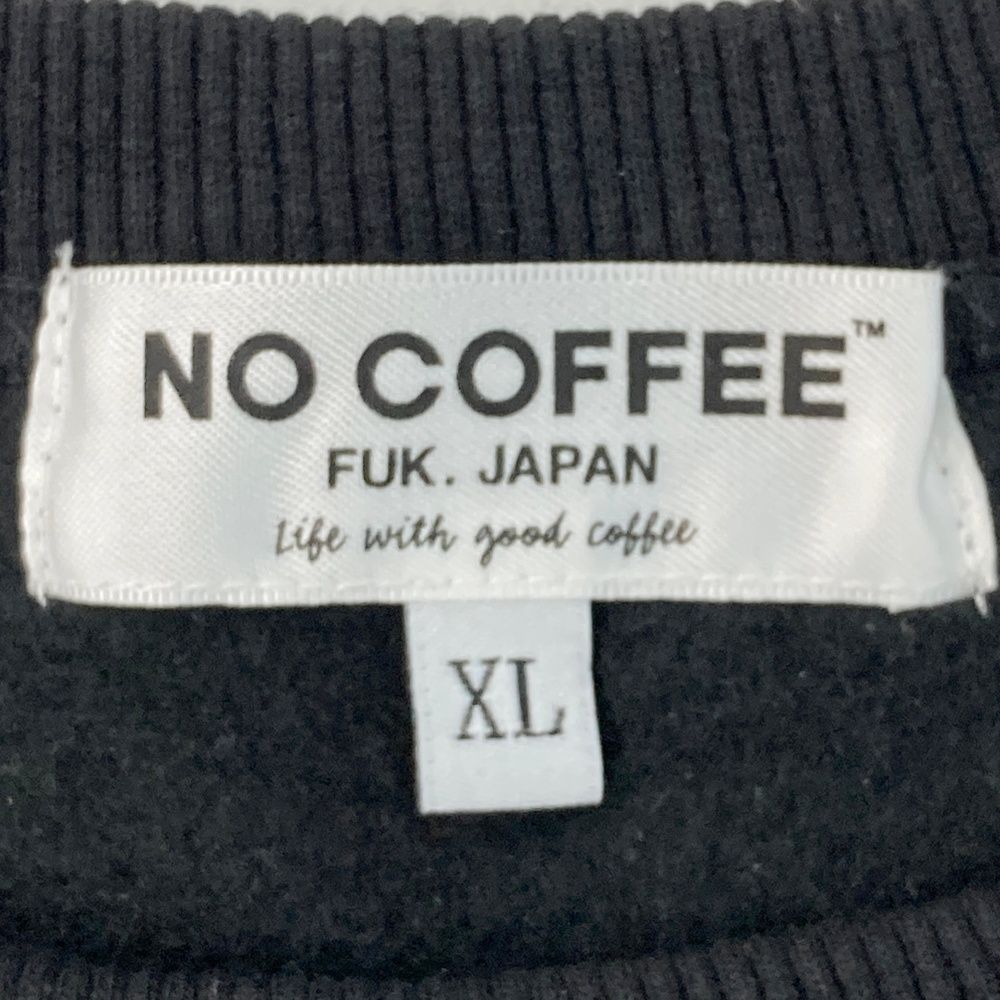 NO COFFEE™
FUK. JAPAN
Life with good coffee
XL